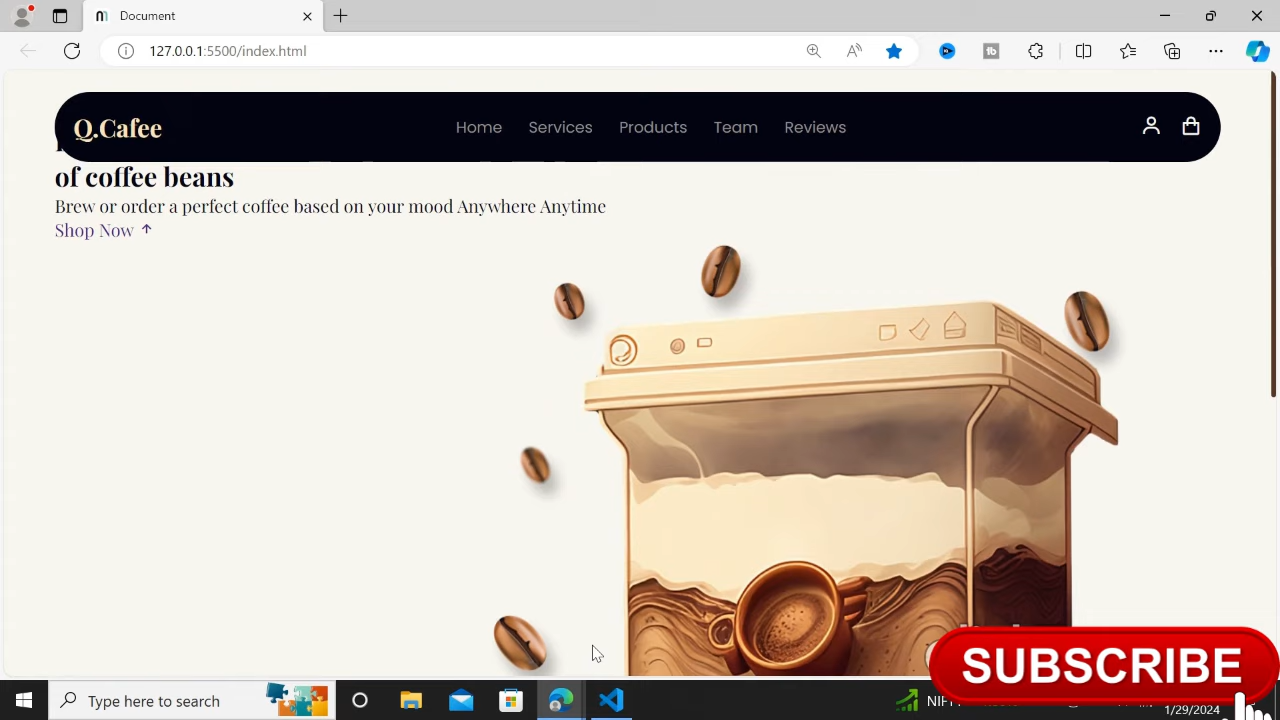 Document
127.0.0.1:5500/index.html
Q.Cafee
Home Services Products Team Reviews
of coffee beans
Brew or order a perfect coffee based on your mood Anywhere Anytime
Shop Now
SUBSCRIBE
Type here to search
1/29/2024